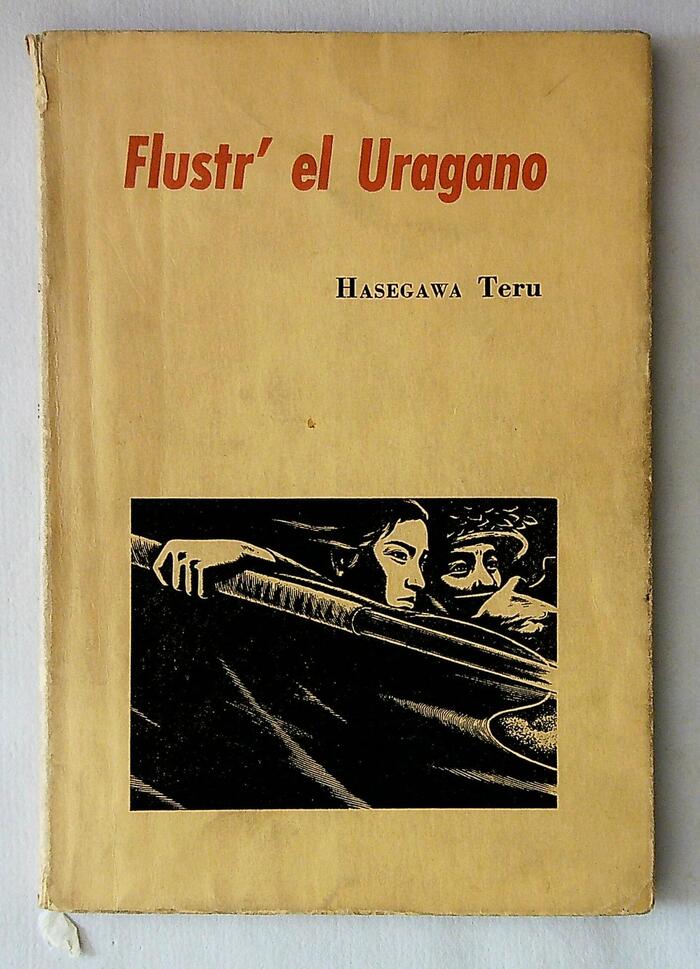 Flustr' el Uragano
Hasegawa Teru